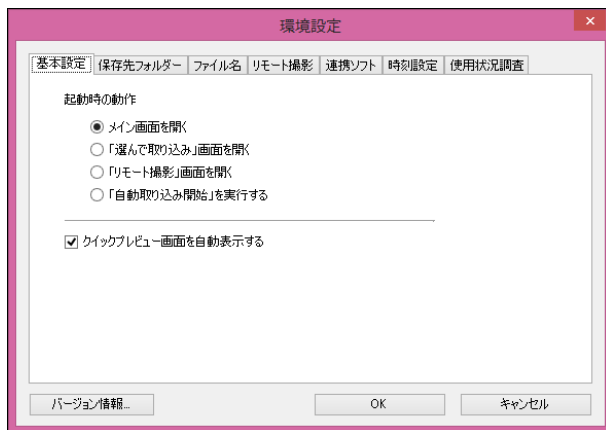 環境設定
基本設定 保存先フォルダー ファイル名 リモート撮影 連携ソフト 時刻設定 使用状況調査
起動時の動作
メイン画面を開く
「選んで取り込み」画面を開く
「リモート撮影」画面を開く
「自動取り込み開始」を実行する
クイックプレビュー画面を自動表示する
バージョン情報... OK キャンセル